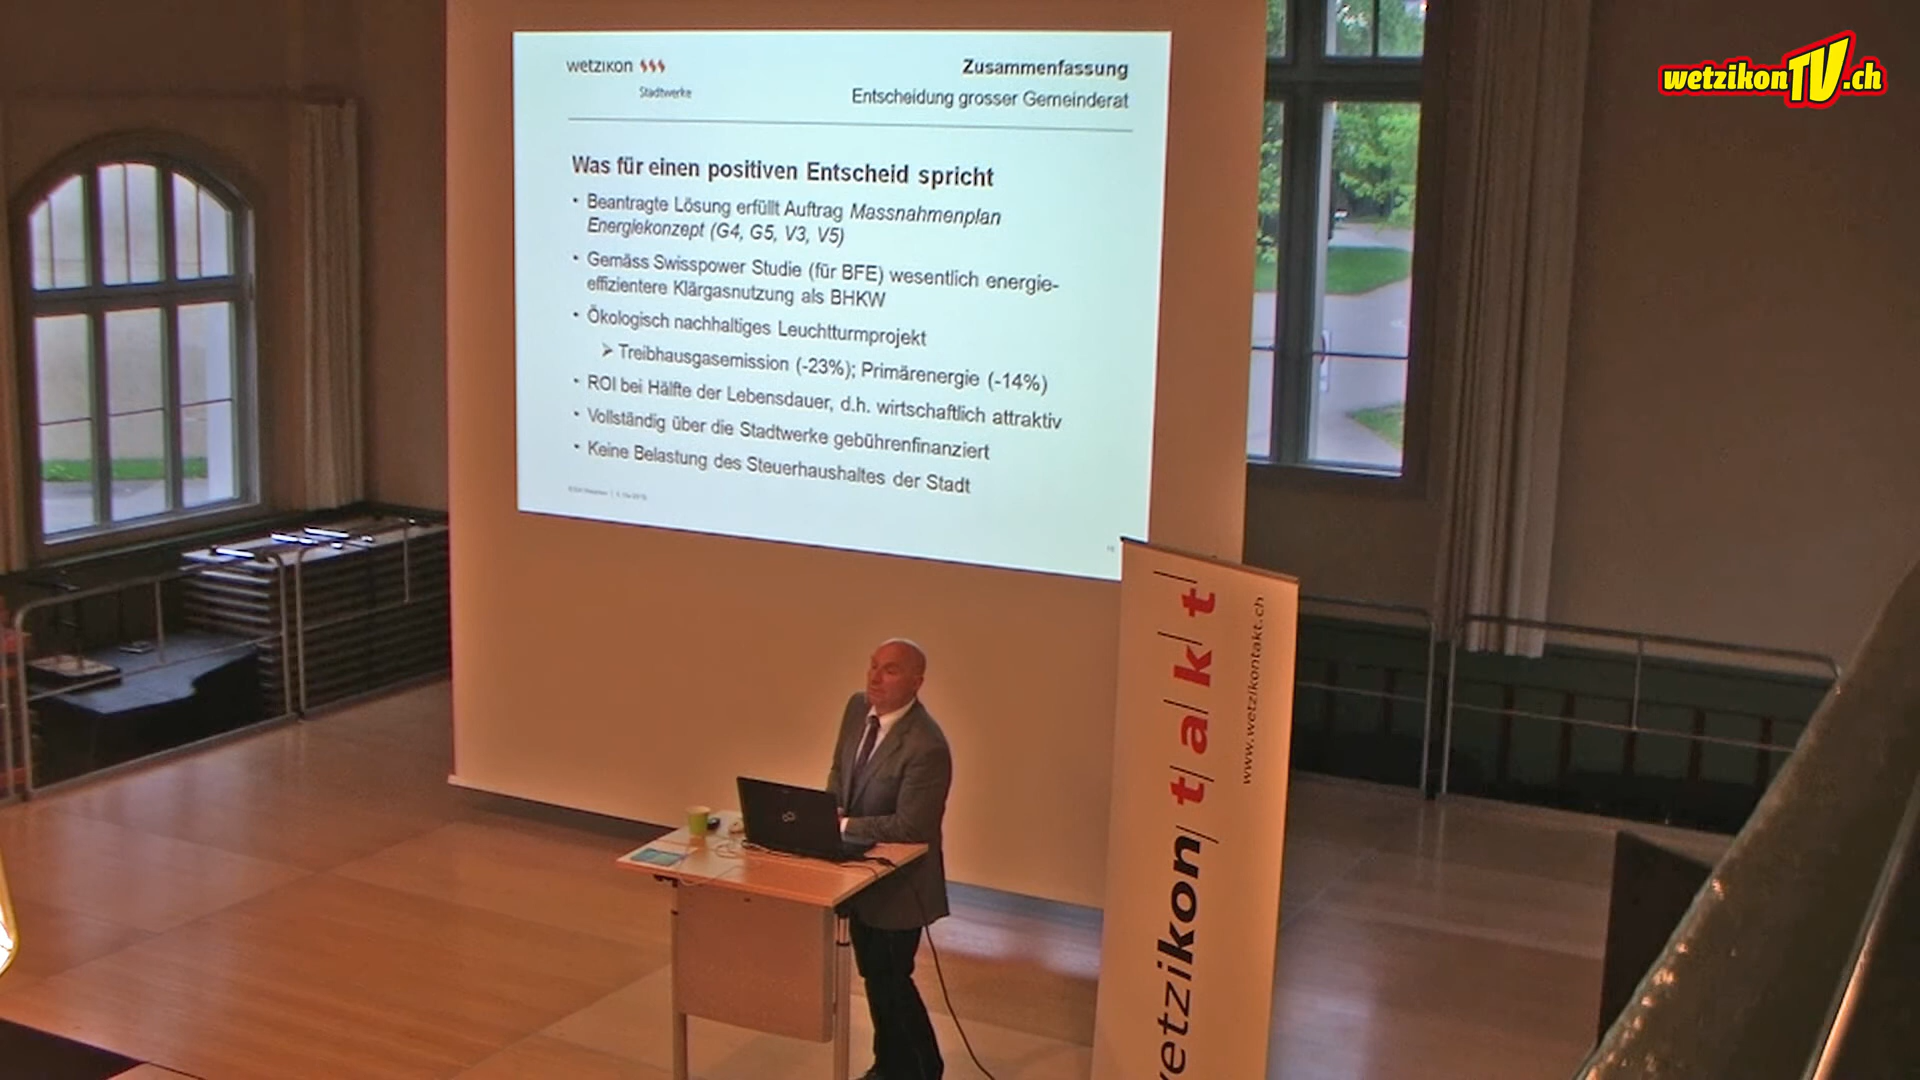 wetzikon
Stadtwerke
Zusammenfassung
Entscheidung grosser Gemeinderat
Was für einen positiven Entscheid spricht
• Beantragte Lösung erfüllt Auftrag Massnahmenplan
Energiekonzept (G4, G5, V3, V5)
• Gemäss Swisspower Studie (für BFE) wesentlich energie-
effizientere Klärgasnutzung als BHKW
• Ökologisch nachhaltiges Leuchtturmprojekt
➢ Treibhausgasemission (-23%); Primärenergie (-14%)
• ROI bei Hälfte der Lebensdauer, d.h. wirtschaftlich attraktiv
• Vollständig über die Stadtwerke gebührenfinanziert
• Keine Belastung des Steuerhaushaltes der Stadt
wetzikonTV.ch
wetzikontakt
www.wetzikontakt.ch